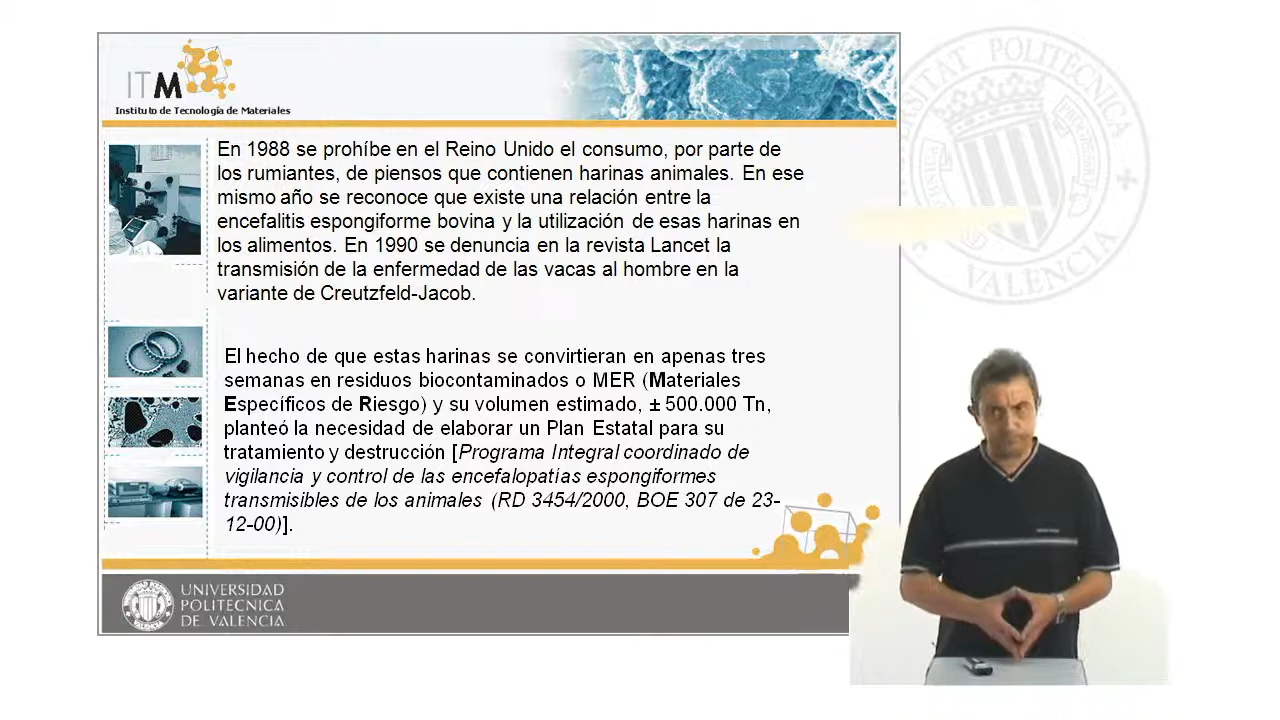 ITM
Instituto de Tecnología de Materiales
En 1988 se prohíbe en el Reino Unido el consumo, por parte de
los rumiantes, de piensos que contienen harinas animales. En ese
mismo año se reconoce que existe una relación entre la
encefalitis espongiforme bovina y la utilización de esas harinas en
los alimentos. En 1990 se denuncia en la revista Lancet la
transmisión de la enfermedad de las vacas al hombre en la
variante de Creutzfeld-Jacob.
El hecho de que estas harinas se convirtieran en apenas tres
semanas en residuos biocontaminados o MER (Materiales
Específicos de Riesgo) y su volumen estimado, ± 500.000 Tn,
planteó la necesidad de elaborar un Plan Estatal para su
tratamiento y destrucción [Programa Integral coordinado de
vigilancia y control de las encefalopatías espongiformes
transmisibles de los animales (RD 3454/2000, BOE 307 de 23-
12-00)].
UNIVERSIDAD
POLITECNICA
DE VALENCIA
POLITECNICA
VALENCIA